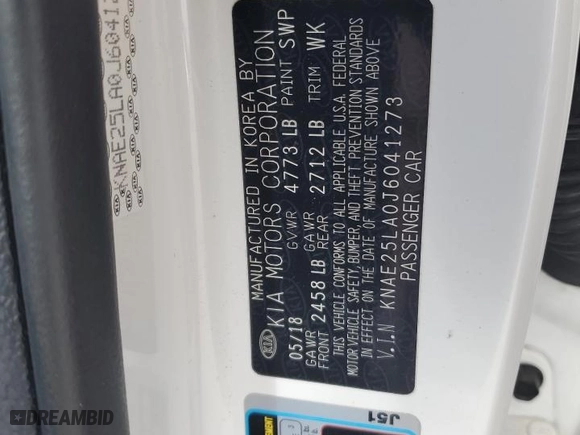 KNAE25LA0J60412
MANUFACTURED IN KOREA BY
KIA KIA MOTORS CORPORATION
05/18 GVWR 4773 LB PAINT SWP
GAWR FRONT 2458 LB GAWR REAR 2712 LB TRIM WK
THIS VEHICLE CONFORMS TO ALL APPLICABLE U.S.A. FEDERAL
MOTOR VEHICLE SAFETY, BUMPER, AND THEFT PREVENTION STANDARDS
IN EFFECT ON THE DATE OF MANUFACTURE SHOWN ABOVE
V.I.N KNAE25LA0J6041273
PASSENGER CAR
J51
DREAMBID